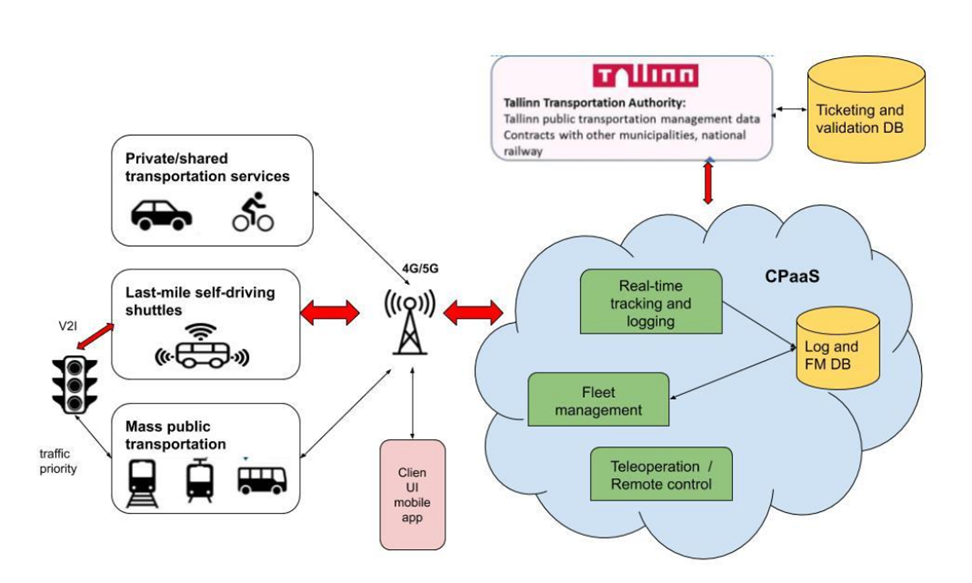 TALLINN
Tallinn Transportation Authority:
Tallinn public transportation management data
Contracts with other municipalities, national
railway
Ticketing and
validation DB
Private/shared
transportation services
4G/5G
CPaaS
Real-time
tracking and
logging
Last-mile self-driving
shuttles
V2I
Log and
FM DB
Fleet
management
Mass public
transportation
traffic
priority
Clien
UI
mobile
app
Teleoperation /
Remote control